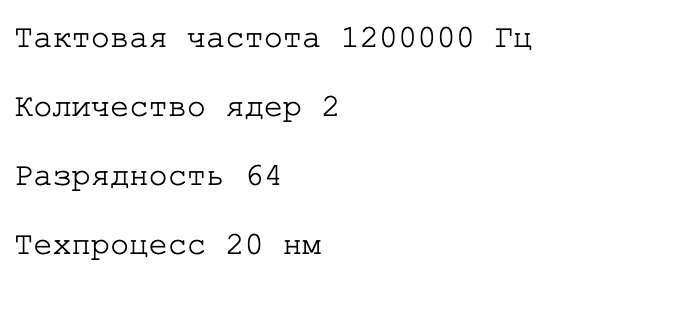 Тактовая частота 1200000 Гц
Количество ядер 2
Разрядность 64
Техпроцесс 20 нм